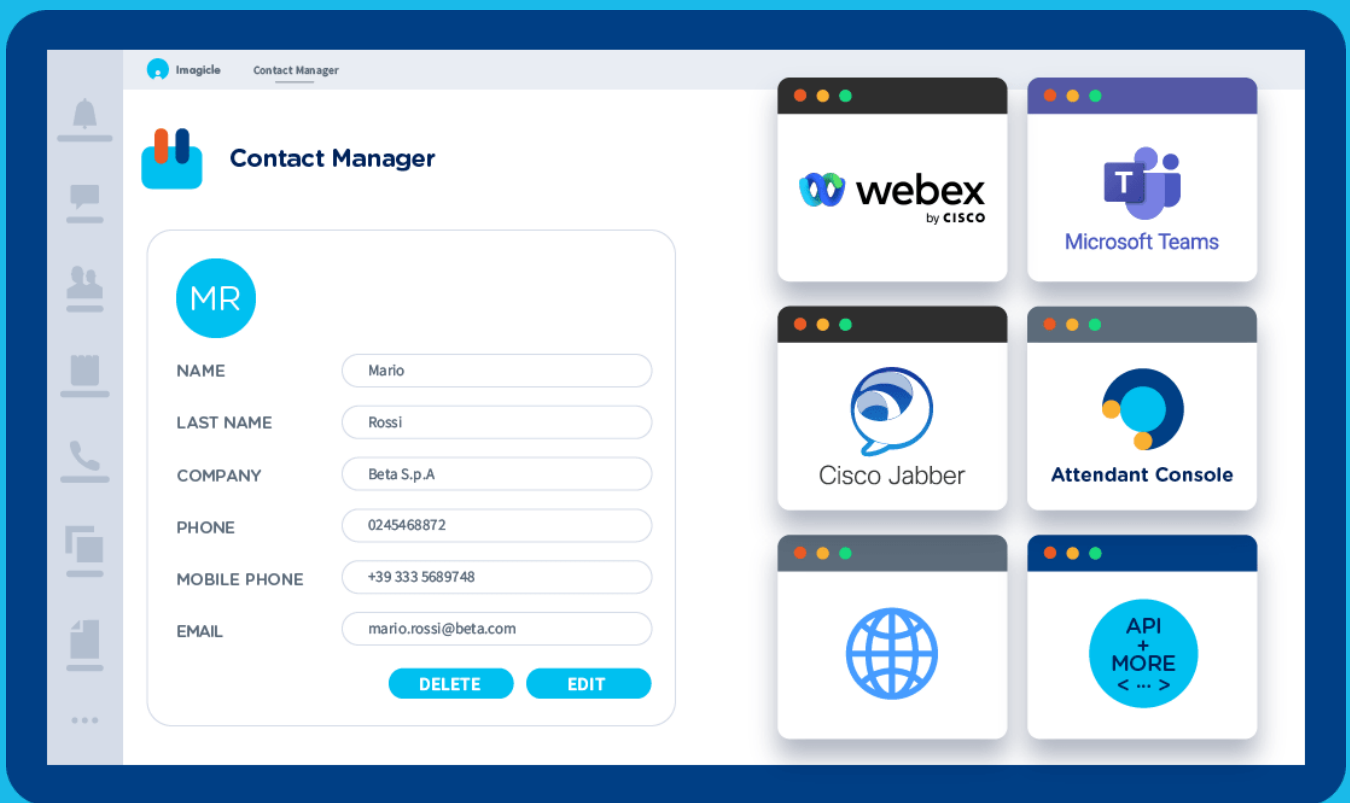 Imagicle
Contact Manager
Contact Manager
MR
NAME
Mario
LAST NAME
Rossi
COMPANY
Beta S.p.A
PHONE
0245468872
MOBILE PHONE
+39 333 5689748
EMAIL
mario.rossi@beta.com
DELETE
EDIT
webex
by CISCO
T
Microsoft Teams
Cisco Jabber
Attendant Console
API
+
MORE
< ... >